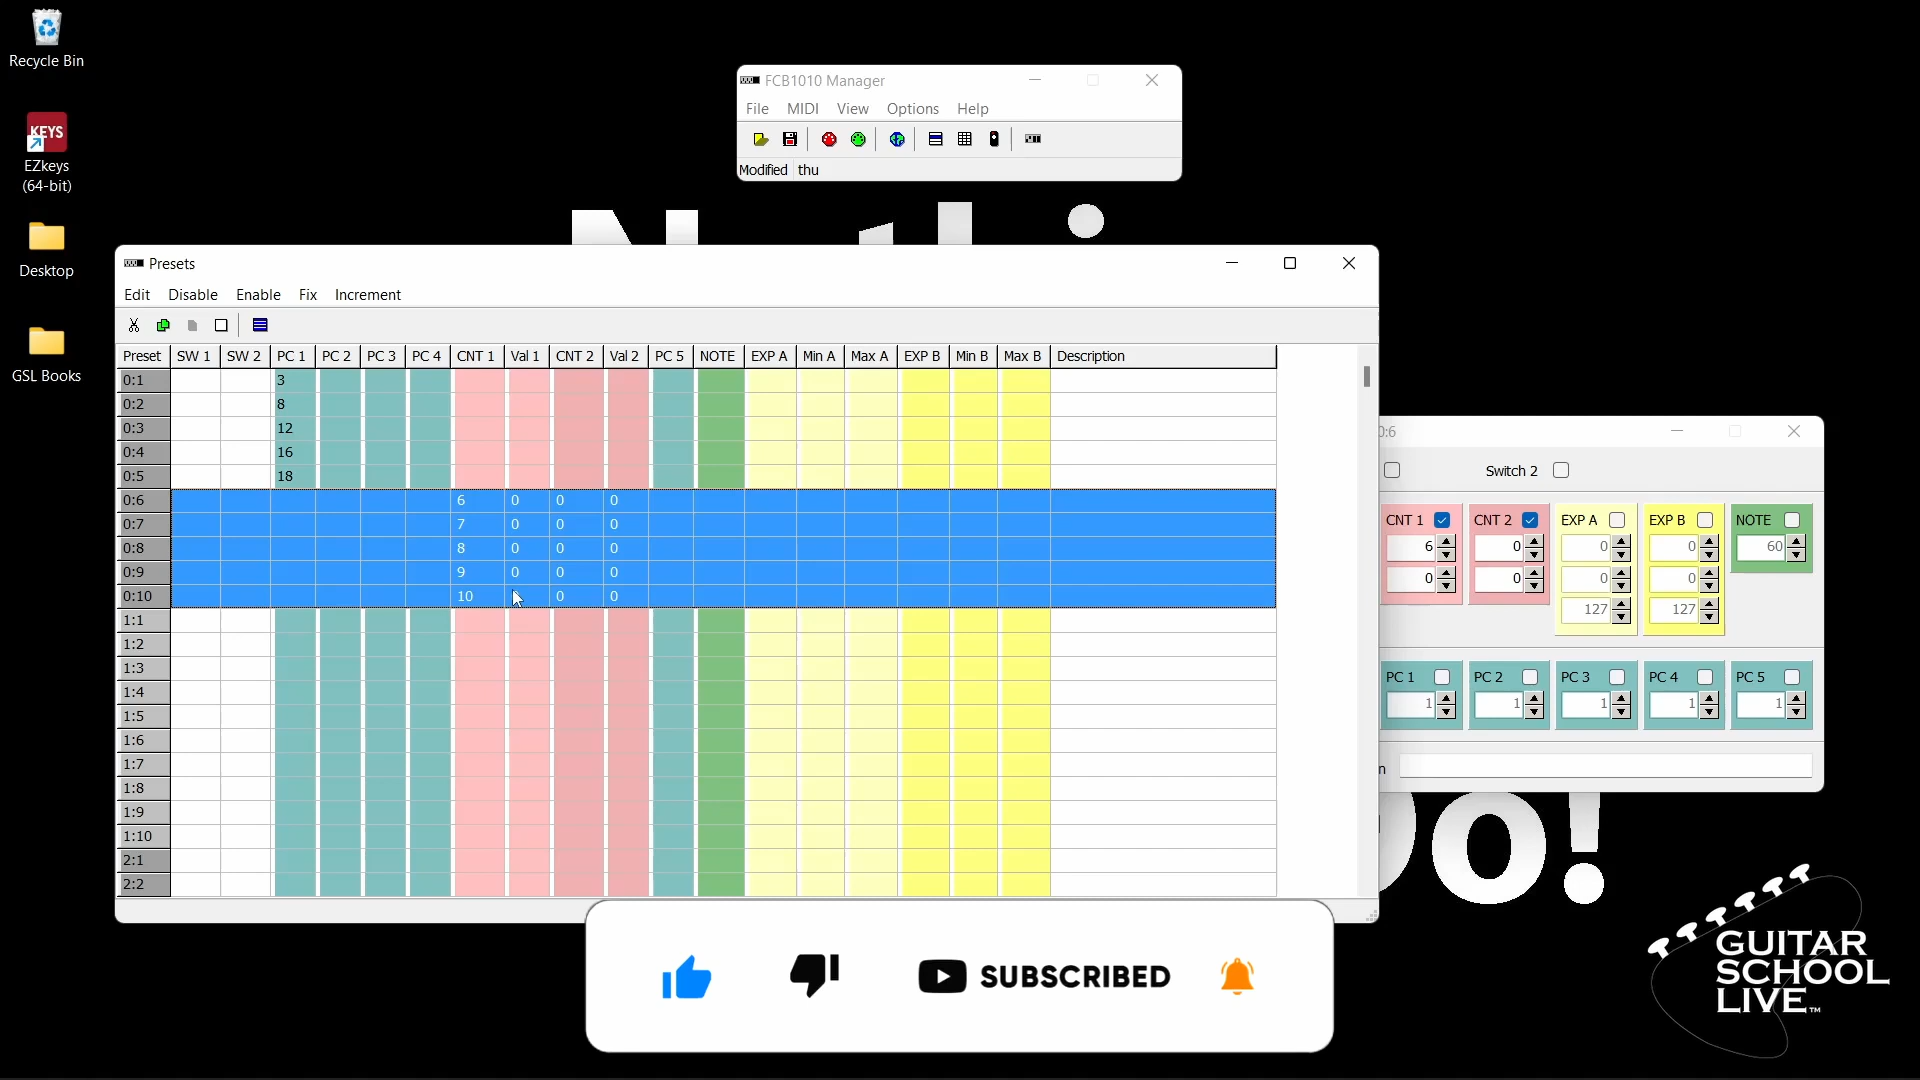 Recycle Bin
KEYS
EZkeys
(64-bit)
Desktop
GSL Books
FCB1010 Manager
File MIDI View Options Help
Modified thu
Presets
Edit Disable Enable Fix Increment
Preset SW 1 SW 2 PC 1 PC 2 PC 3 PC 4 CNT 1 Val 1 CNT 2 Val 2 PC 5 NOTE EXP A Min A Max A EXP B Min B Max B Description
0:1 3
0:2 8
0:3 12
0:4 16
0:5 18
0:6 6 0 0 0
0:7 7 0 0 0
0:8 8 0 0 0
0:9 9 0 0 0
0:10 10 0 0 0
1:1
1:2
1:3
1:4
1:5
1:6
1:7
1:8
1:9
1:10
2:1
2:2
0:6
Switch 2
CNT 1 CNT 2 EXP A EXP B NOTE
6 0 0 0 60
0 0 0 0
127 127
PC 1 PC 2 PC 3 PC 4 PC 5
1 1 1 1 1
n
Do!
SUBSCRIBED
GUITAR
SCHOOL
LIVE™